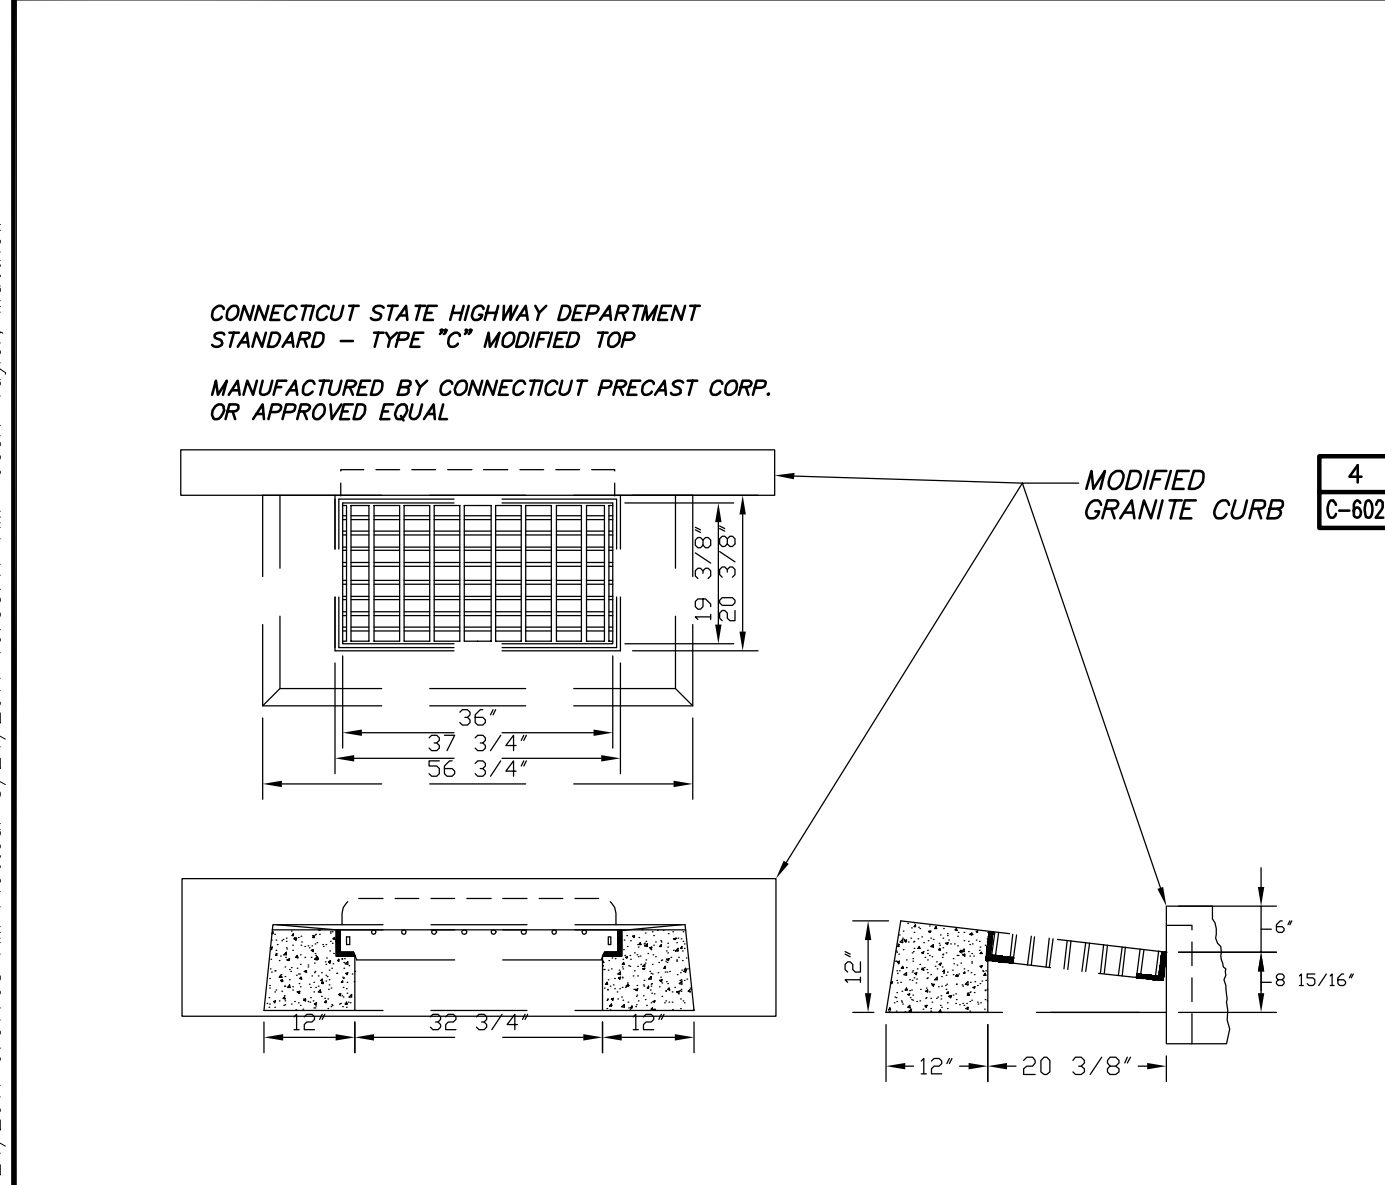 CONNECTICUT STATE HIGHWAY DEPARTMENT
STANDARD – TYPE "C" MODIFIED TOP
MANUFACTURED BY CONNECTICUT PRECAST CORP.
OR APPROVED EQUAL
MODIFIED
GRANITE CURB
4
C-602
19 3/8"
20 3/8"
36"
37 3/4"
56 3/4"
12"
32 3/4"
12"
12"
12"
20 3/8"
6"
8 15/16"